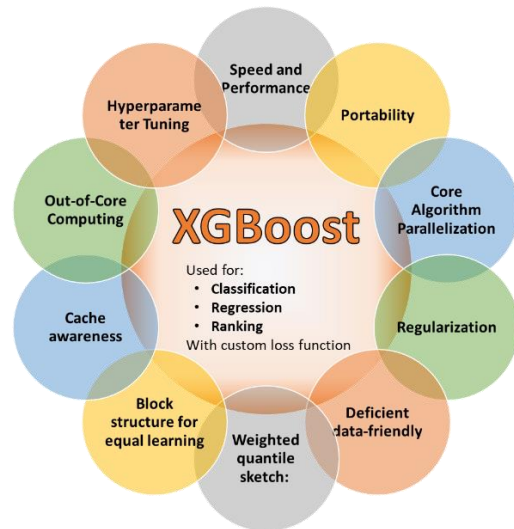 Speed and
Performance
Portability
Core
Algorithm
Parallelization
Regularization
Deficient
data-friendly
Weighted
quantile
sketch:
Block
structure for
equal learning
Cache
awareness
Out-of-Core
Computing
Hyperparame
ter Tuning
XGBoost
Used for:
• Classification
• Regression
• Ranking
With custom loss function